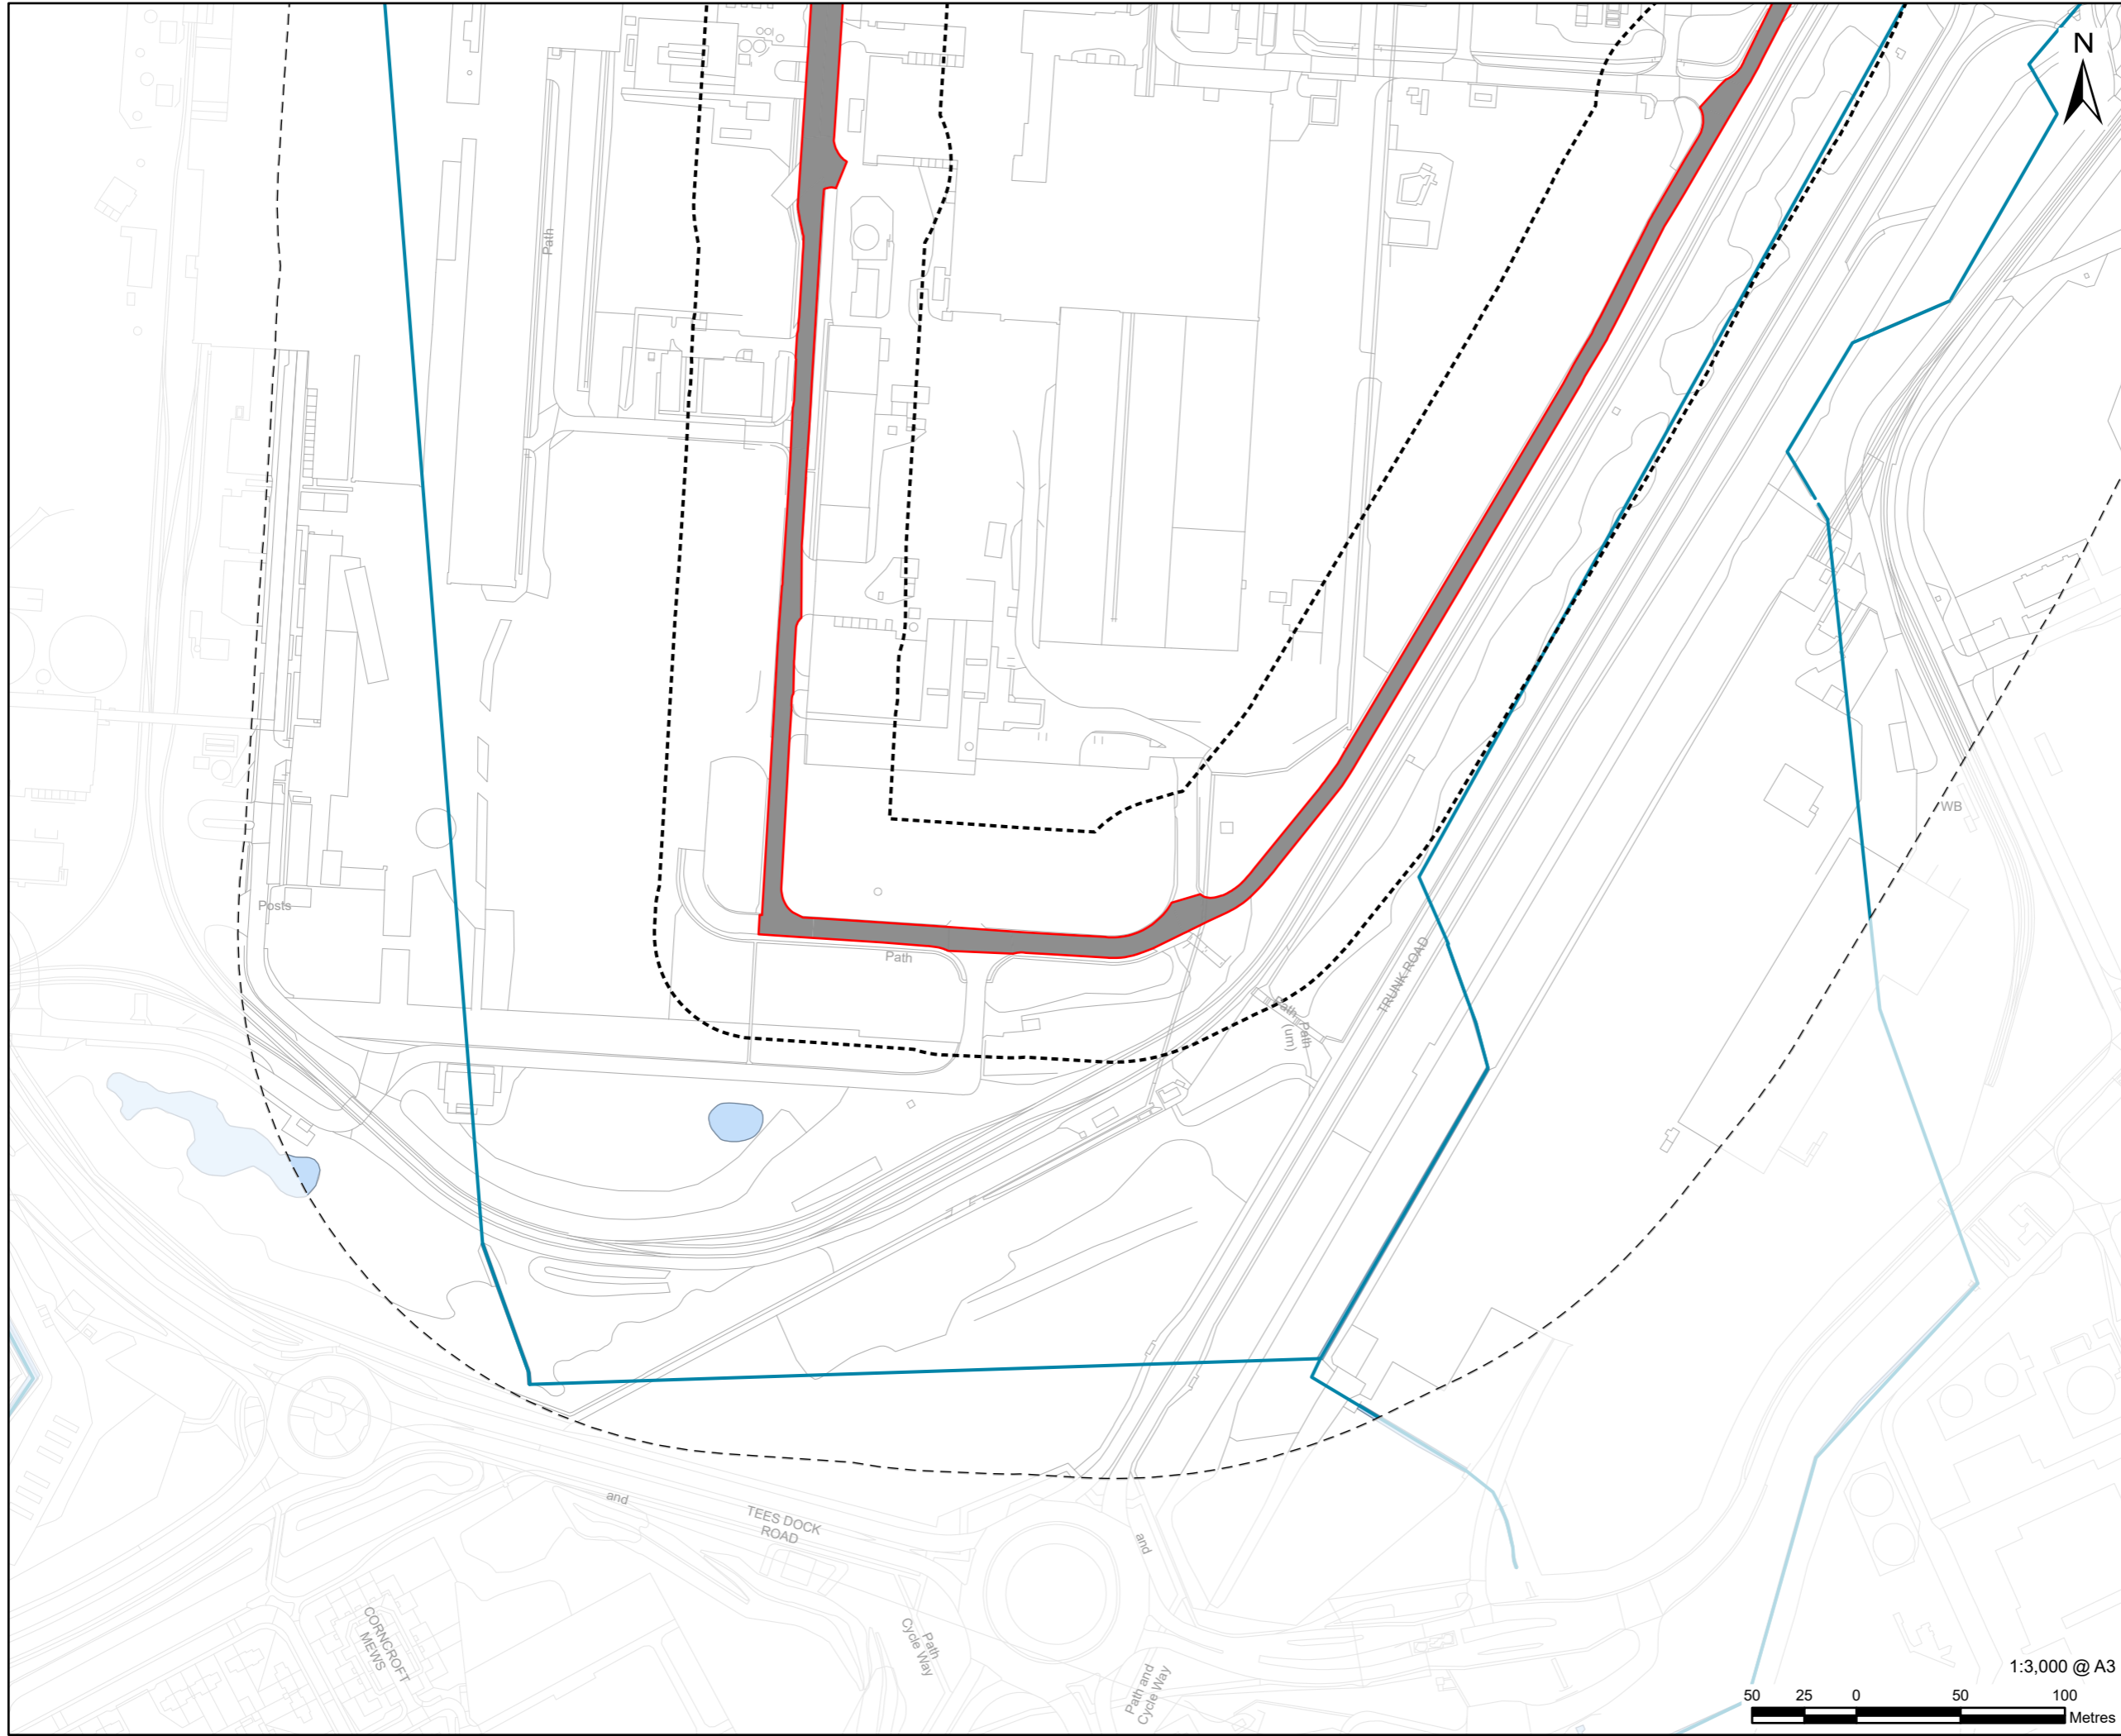 N
Path
WB
Posts
Path
TRUNK ROAD
Path
Path
(um)
and
TEES DOCK
ROAD
and
CORNCROFT
MEWS
Path
Cycle Way
Path and
Cycle Way
1:3,000 @ A3
50 25 0 50 100
Metres